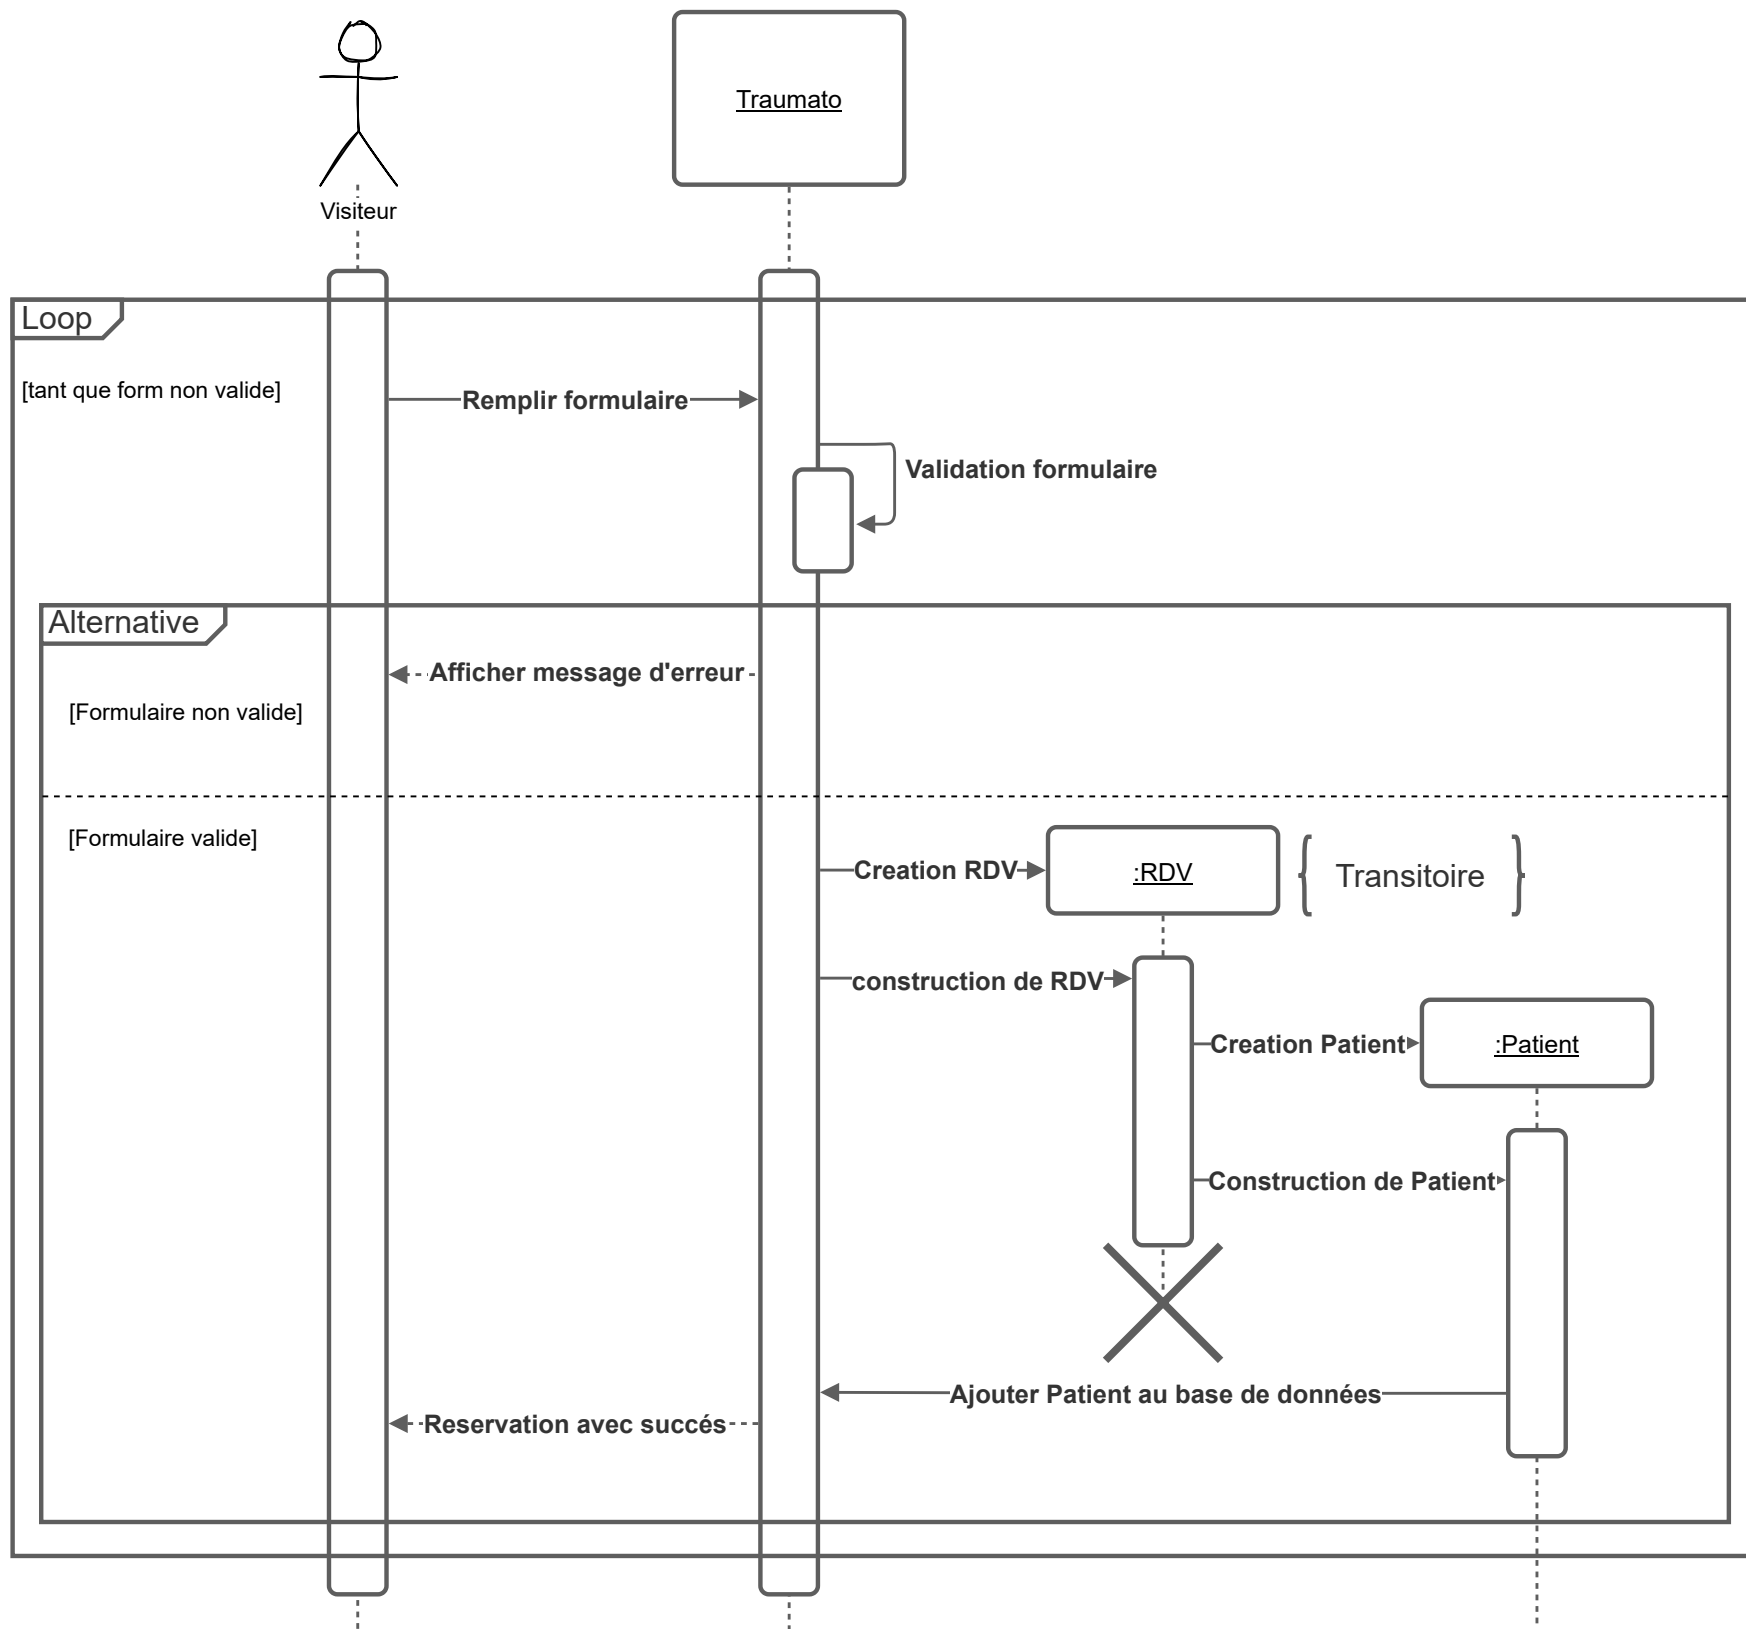 Traumato
Visiteur
Loop
[tant que form non valide]
Remplir formulaire
Validation formulaire
Alternative
Afficher message d'erreur
[Formulaire non valide]
[Formulaire valide]
Creation RDV
:RDV
{ Transitoire }
construction de RDV
Creation Patient
:Patient
Construction de Patient
Ajouter Patient au base de données
Reservation avec succés